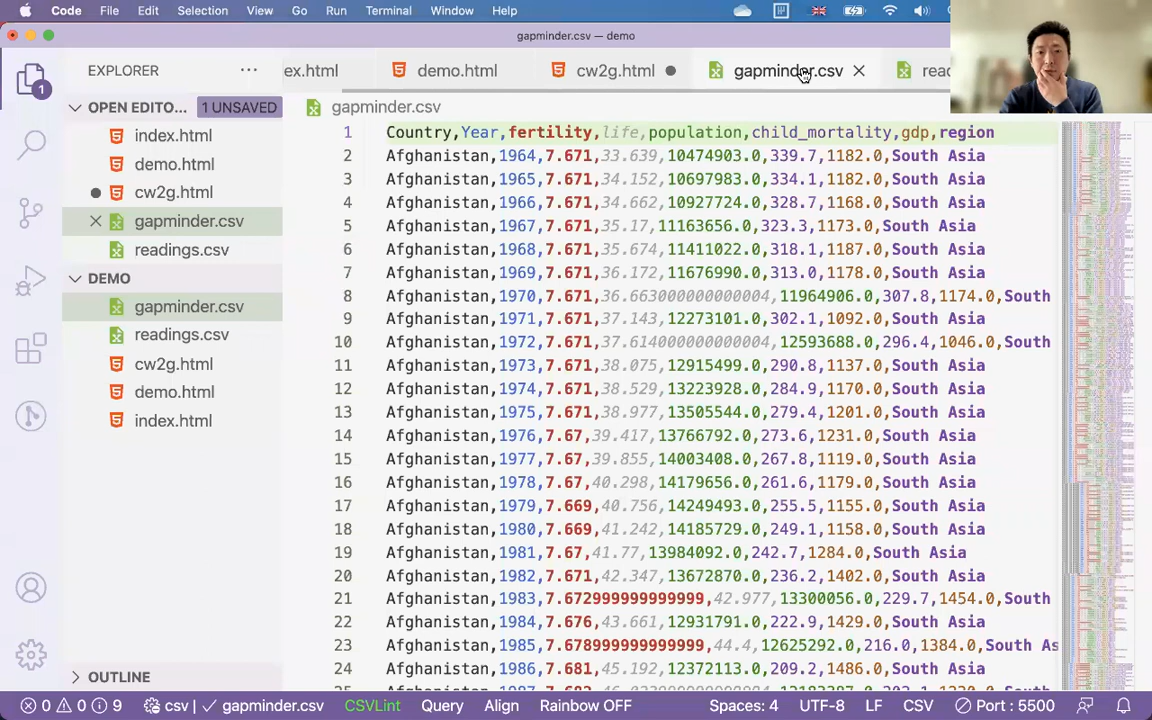 Code File Edit Selection View Go Run Terminal Window Help
gapminder.csv — demo
EXPLORER
ex.html demo.html cw2g.html gapminder.csv rea
OPEN EDITO... 1 UNSAVED
index.html
demo.html
cw2g.html
gapminder.csv
readings.csv
DEMO
gapminder.csv
readings.csv
cw2g.html
demo.html
index.html
OUTLINE
1
gapminder.csv
1 Country,Year,fertility,life,population,child_mortality,gdp,region
2 Afghanistan,1964,7.671,33.639,10474903.0,339.7,1182.0,South Asia
3 Afghanistan,1965,7.671,34.152,10697983.0,334.1,1182.0,South Asia
4 Afghanistan,1966,7.671,34.662,10927724.0,328.7,1168.0,South Asia
5 Afghanistan,1967,7.671,35.17,11163656.0,323.3,1173.0,South Asia
6 Afghanistan,1968,7.671,35.674,11411022.0,318.1,1187.0,South Asia
7 Afghanistan,1969,7.671,36.172,11676990.0,313.0,1178.0,South Asia
8 Afghanistan,1970,7.671,36.663000000000004,11964906.0,307.8,1174.0,South
9 Afghanistan,1971,7.671,37.143,12273101.0,302.1,1092.0,South Asia
10 Afghanistan,1972,7.671,37.614000000000004,12593688.0,296.4,1046.0,South
11 Afghanistan,1973,7.671,38.075,12915499.0,290.8,1137.0,South Asia
12 Afghanistan,1974,7.671,38.529,13223928.0,284.9,1170.0,South Asia
13 Afghanistan,1975,7.671,38.977,13505544.0,279.4,1201.0,South Asia
14 Afghanistan,1976,7.67,39.417,13766792.0,273.6,1231.0,South Asia
15 Afghanistan,1977,7.67,39.855,14003408.0,267.8,1119.0,South Asia
16 Afghanistan,1978,7.67,40.298,14179656.0,261.6,1179.0,South Asia
17 Afghanistan,1979,7.669,40.756,14249493.0,255.5,1155.0,South Asia
18 Afghanistan,1980,7.669,41.242,14185729.0,249.1,1158.0,South Asia
19 Afghanistan,1981,7.67,41.77,13984092.0,242.7,1284.0,South Asia
20 Afghanistan,1982,7.671,42.347,13672870.0,236.2,1402.0,South Asia
21 Afghanistan,1983,7.672999999999999,42.977,13300056.0,229.7,1454.0,South
22 Afghanistan,1984,7.676,43.661,12931791.0,222.9,1429.0,South Asia
23 Afghanistan,1985,7.678999999999999,44.4,12625292.0,216.0,1384.0,South As
24 Afghanistan,1986,7.681,45.192,12372113.0,209.2,1486.0,South Asia
0 0 9 csv | gapminder.csv CSVLint Query Align Rainbow OFF Spaces: 4 UTF-8 LF CSV Port : 5500